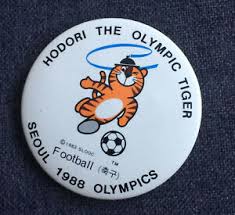 HODORI THE OLYMPIC TIGER
© 1983 SLOOC
TM
Football (축구)
SEOUL 1988 OLYMPICS